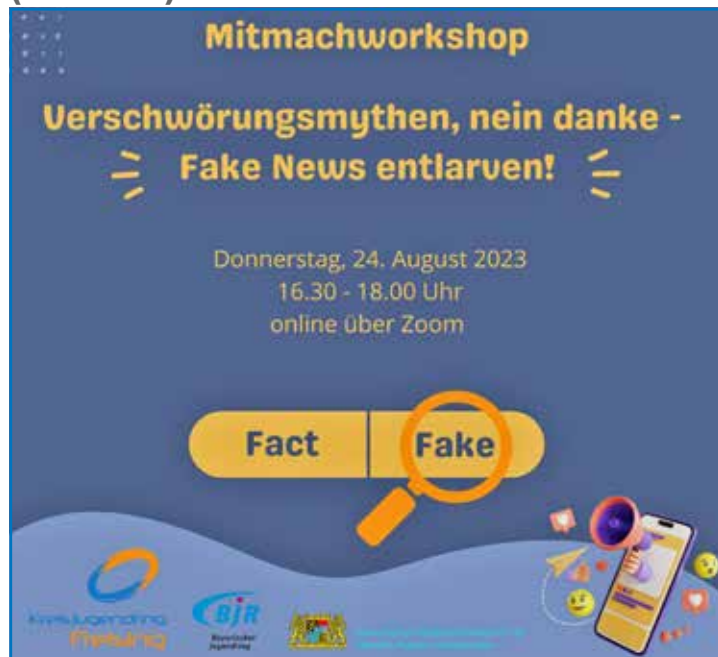 Mitmachworkshop
Verschwörungsmythen, nein danke -
Fake News entlarven!
Donnerstag, 24. August 2023
16.30 - 18.00 Uhr
online über Zoom
Fact
Fake
Kreisjugendring
Freising
BJR
Bayerischer
Jugendring